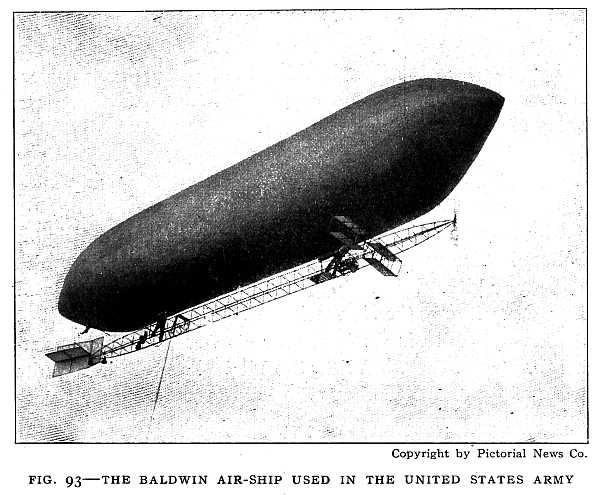 Copyright by Pictorial News Co.
FIG. 93—THE BALDWIN AIR-SHIP USED IN THE UNITED STATES ARMY